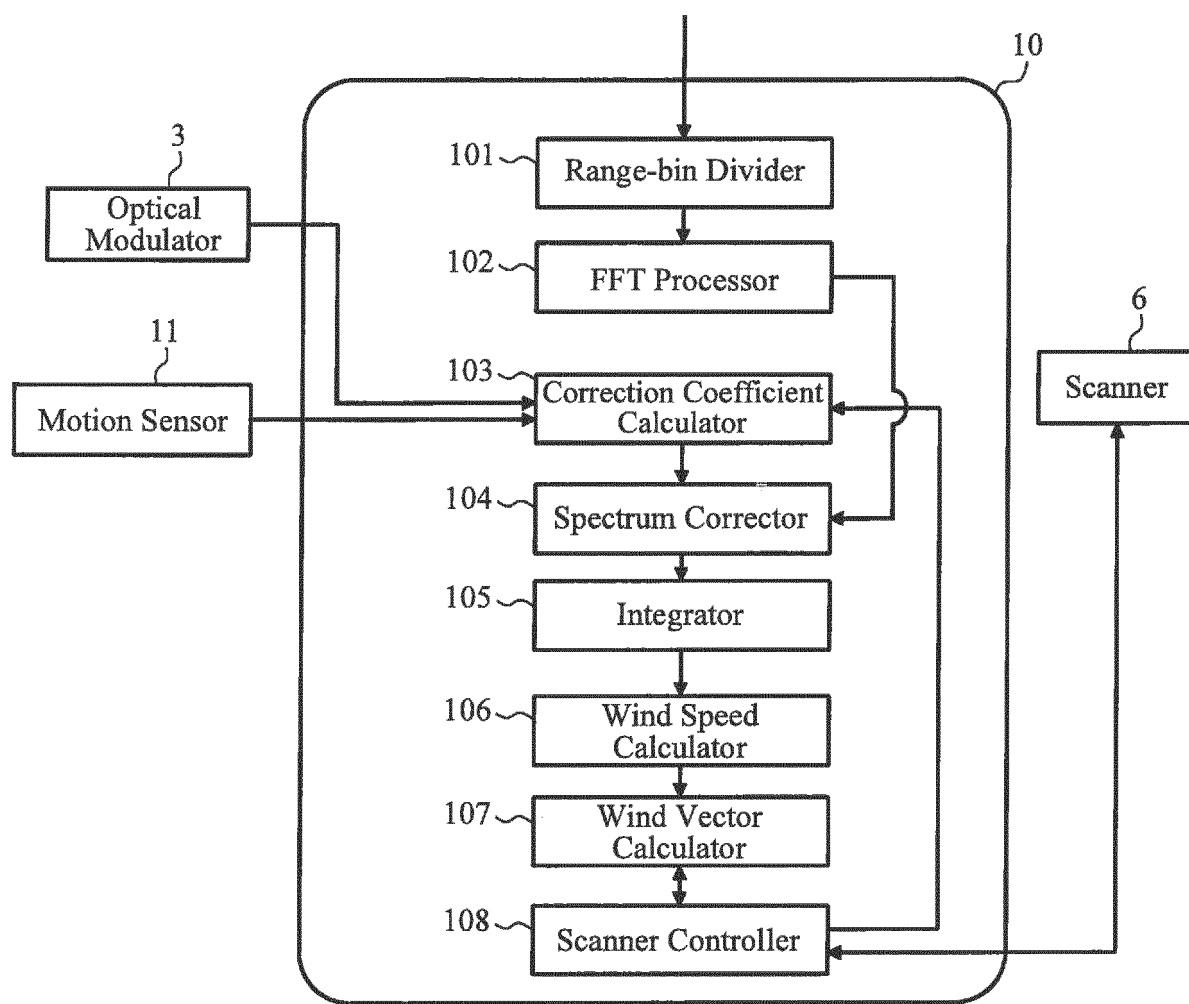 10
3
Optical
Modulator
101
Range-bin Divider
102
FFT Processor
11
Motion Sensor
103
Correction Coefficient
Calculator
6
Scanner
104
Spectrum Corrector
105
Integrator
106
Wind Speed
Calculator
107
Wind Vector
Calculator
108
Scanner Controller